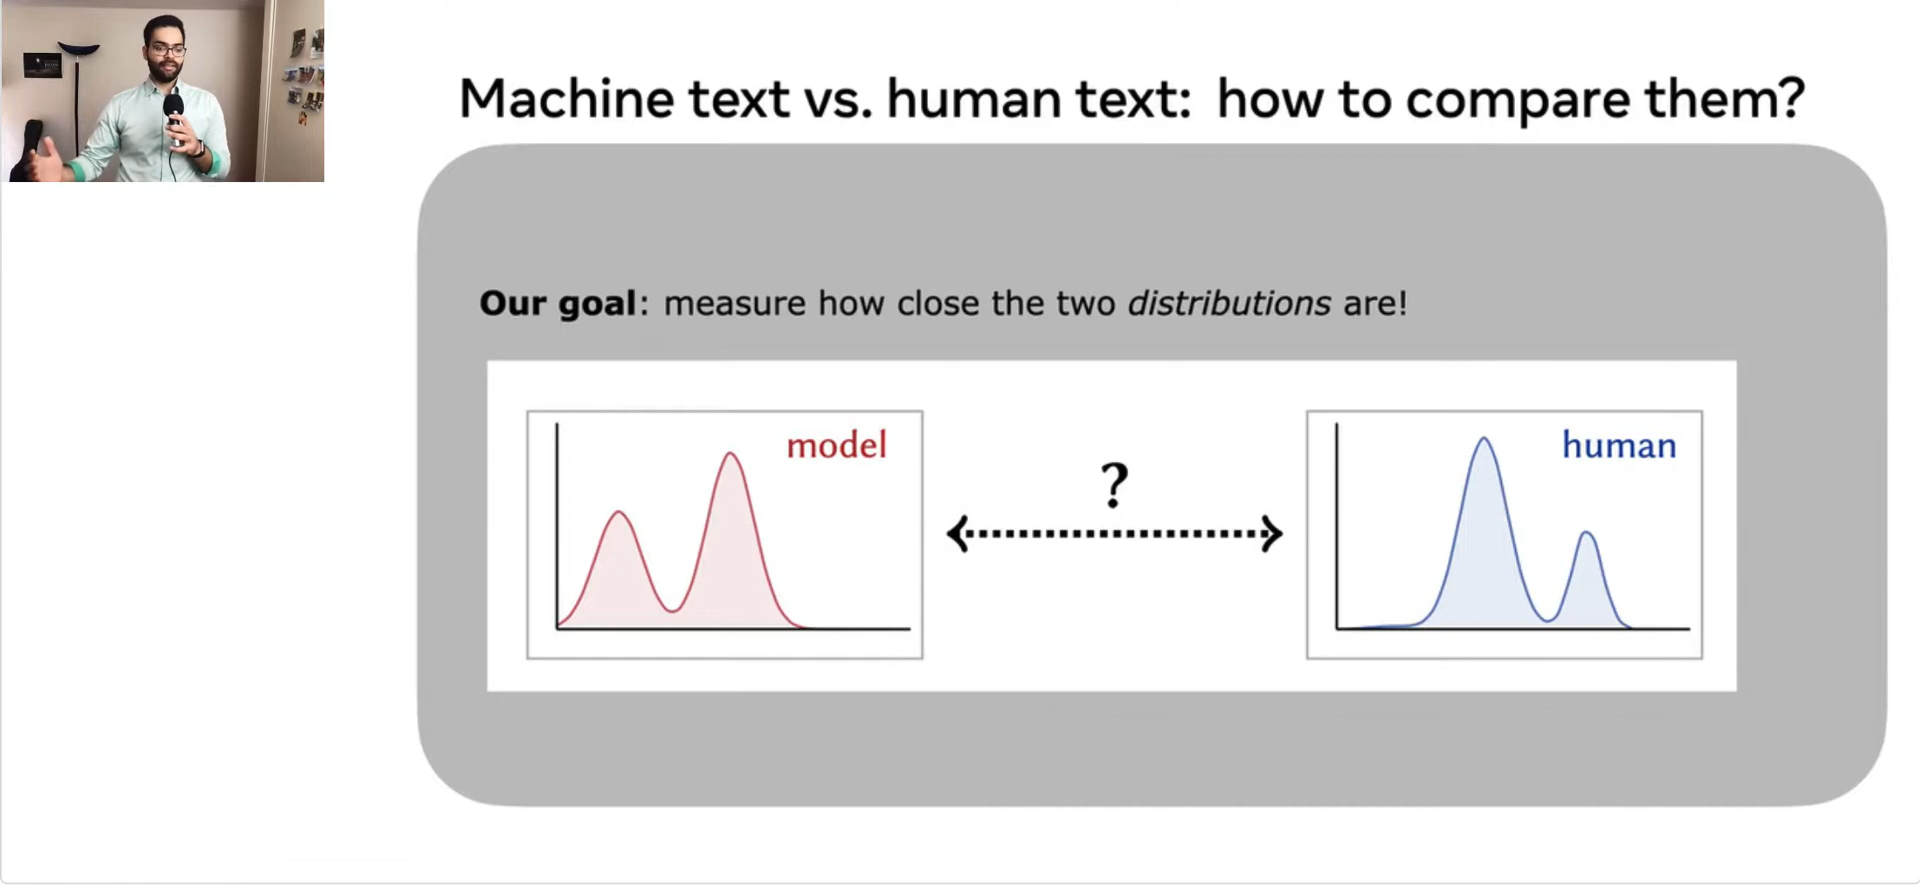 Machine text vs. human text: how to compare them?
Our goal: measure how close the two distributions are!
model
?
human